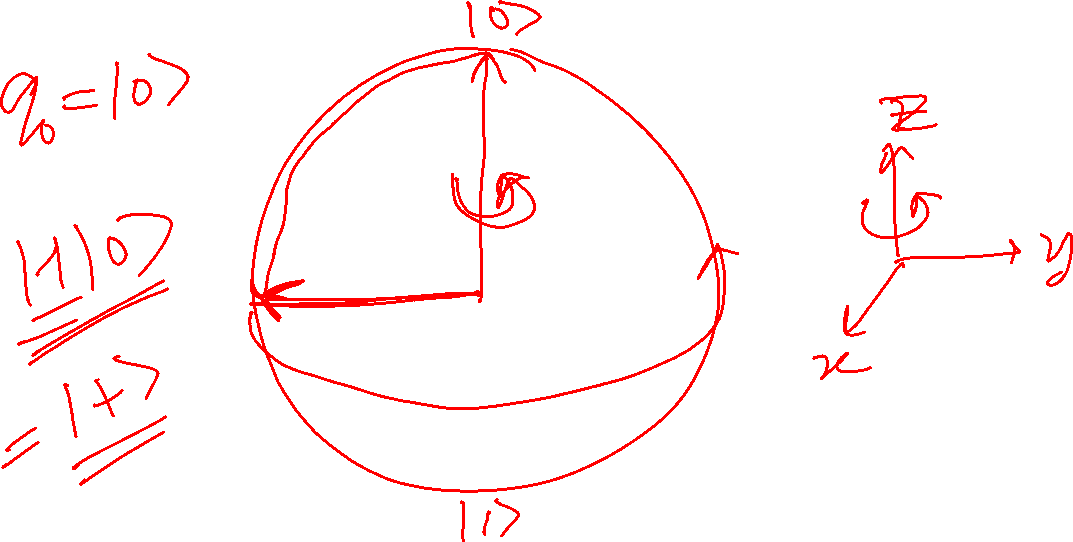 |0⟩
q₀ = |0⟩
H|0⟩
= |+⟩
|1⟩
z
y
x